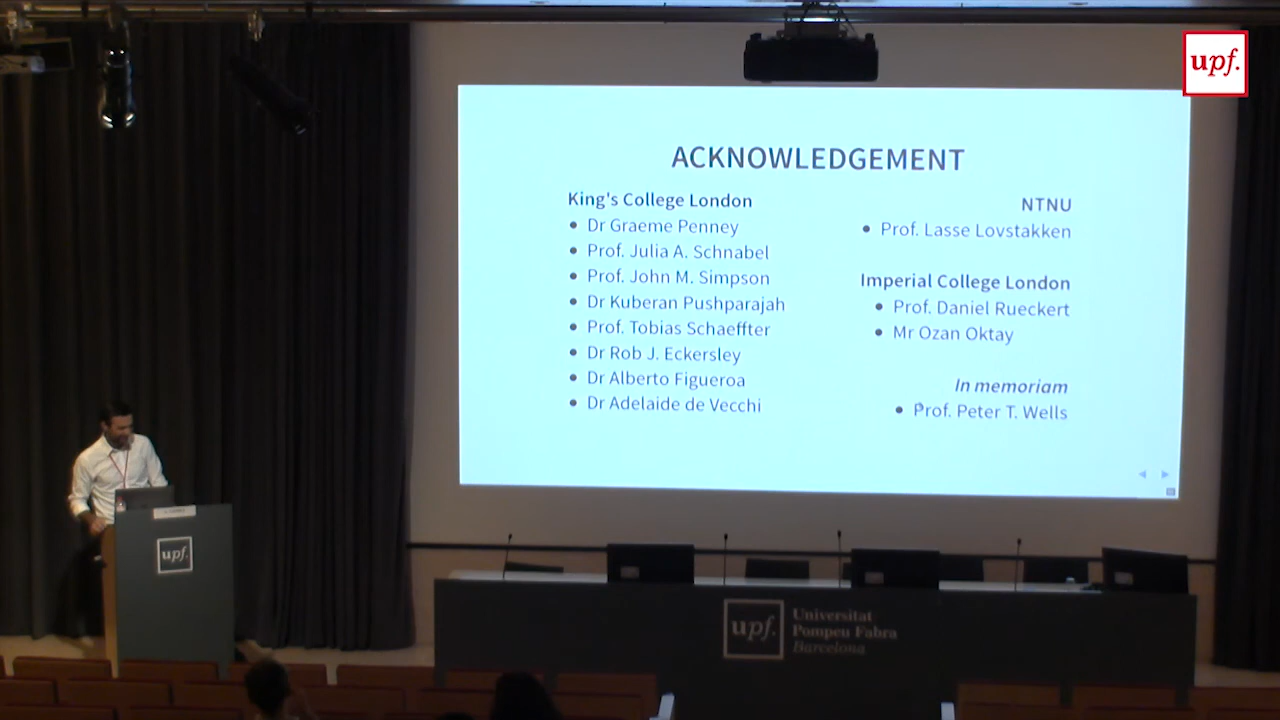 upf.
ACKNOWLEDGEMENT
King's College London
• Dr Graeme Penney
• Prof. Julia A. Schnabel
• Prof. John M. Simpson
• Dr Kuberan Pushparajah
• Prof. Tobias Schaeffter
• Dr Rob J. Eckersley
• Dr Alberto Figueroa
• Dr Adelaide de Vecchi
NTNU
• Prof. Lasse Lovstakken
Imperial College London
• Prof. Daniel Rueckert
• Mr Ozan Oktay
In memoriam
• Prof. Peter T. Wells
upf.
upf.
Universitat
Pompeu Fabra
Barcelona